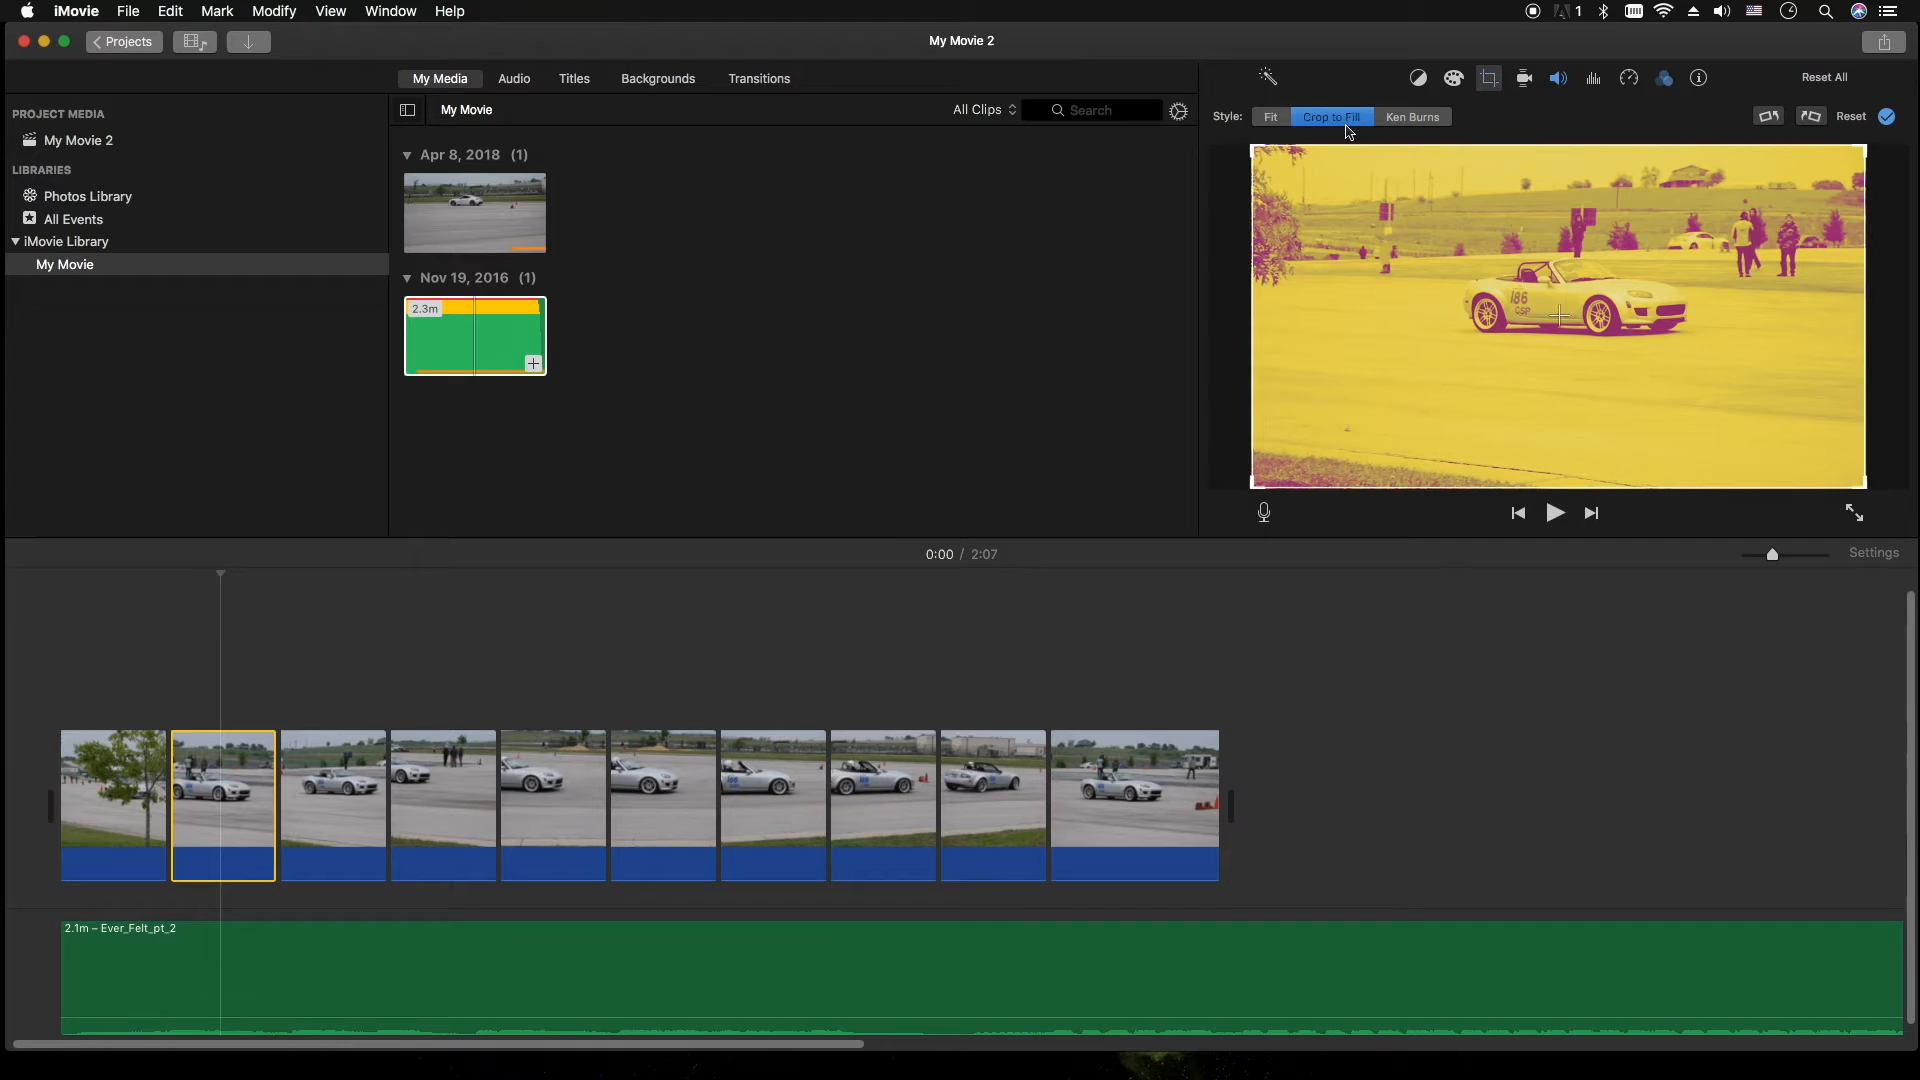 iMovie File Edit Mark Modify View Window Help 1
Projects My Movie 2
My Media Audio Titles Backgrounds Transitions Reset All
PROJECT MEDIA My Movie All Clips Search Style: Fit Crop to Fill Ken Burns Reset
My Movie 2
LIBRARIES
Photos Library
All Events
iMovie Library
My Movie
Apr 8, 2018 (1)
Nov 19, 2016 (1)
2.3m
186
GSP
0:00 / 2:07 Settings
2.1m – Ever_Felt_pt_2